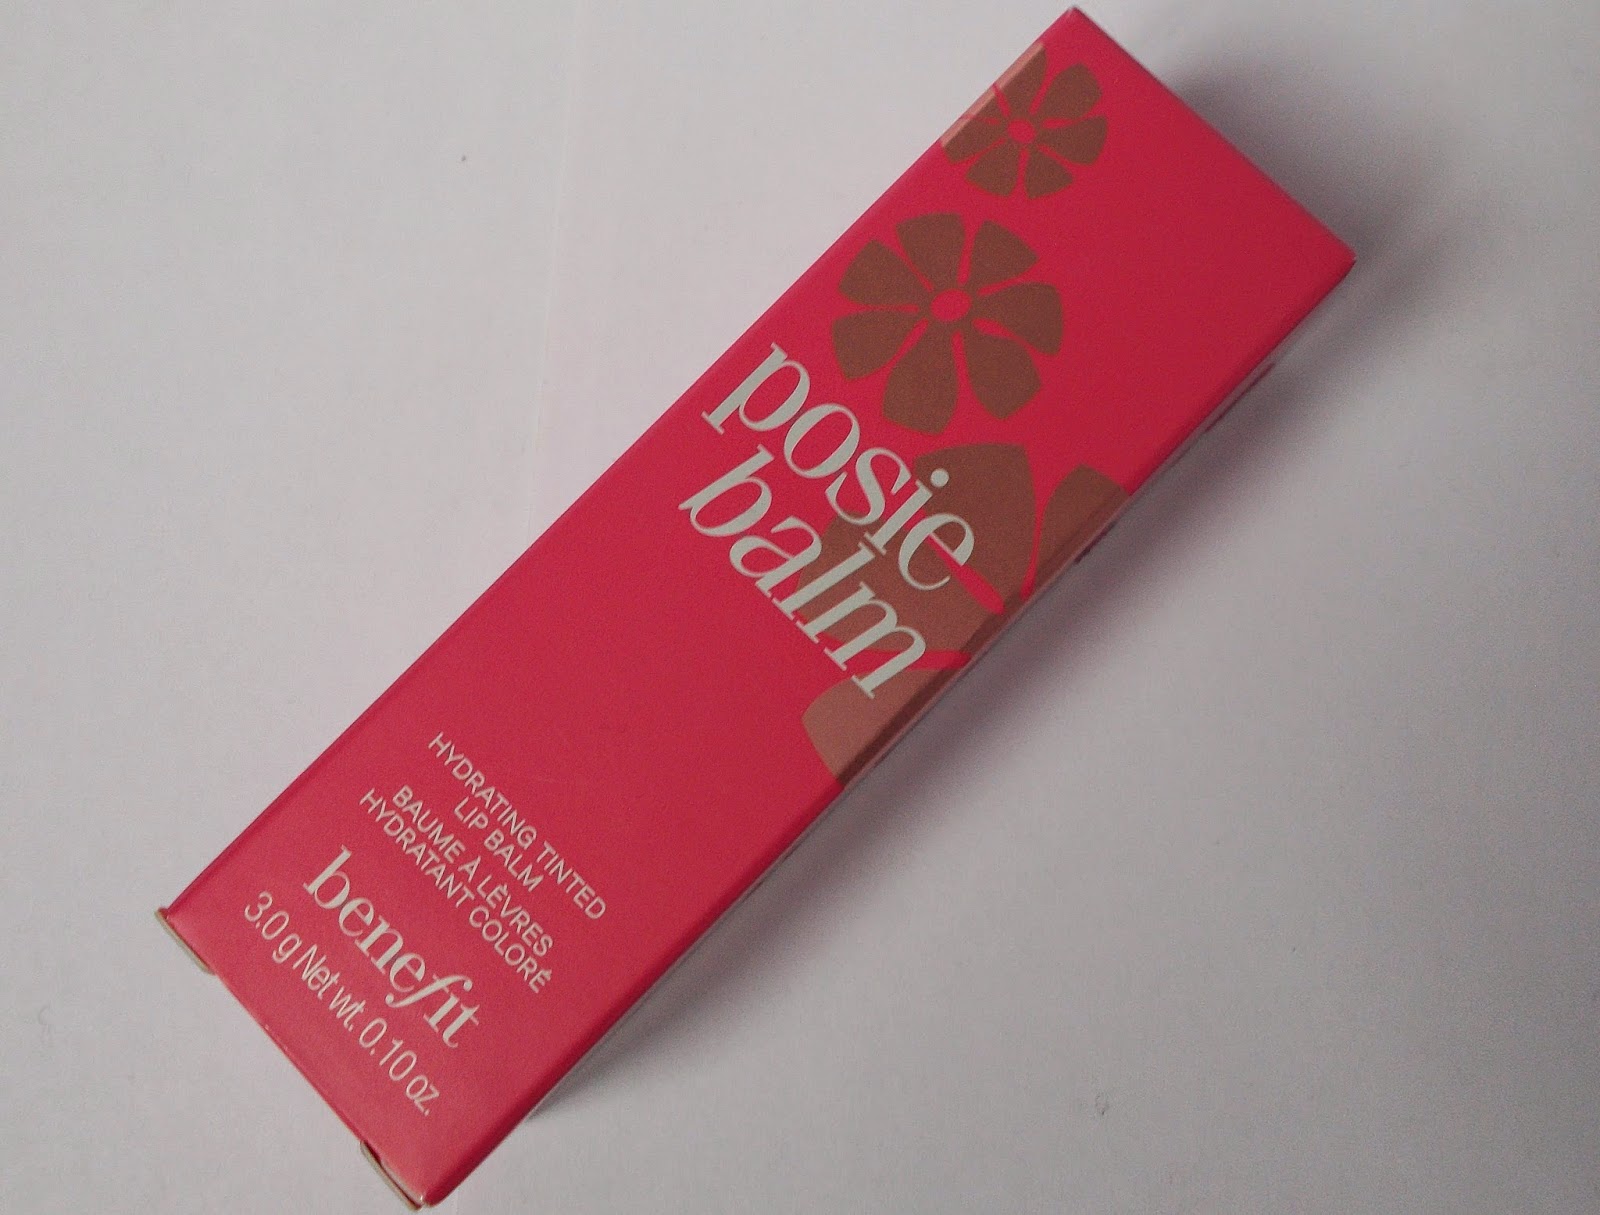 posie
balm
HYDRATING TINTED
LIP BALM
BAUME À LÈVRES
HYDRATANT COLORÉ
benefit
3.0 g Net wt. 0.10 oz.